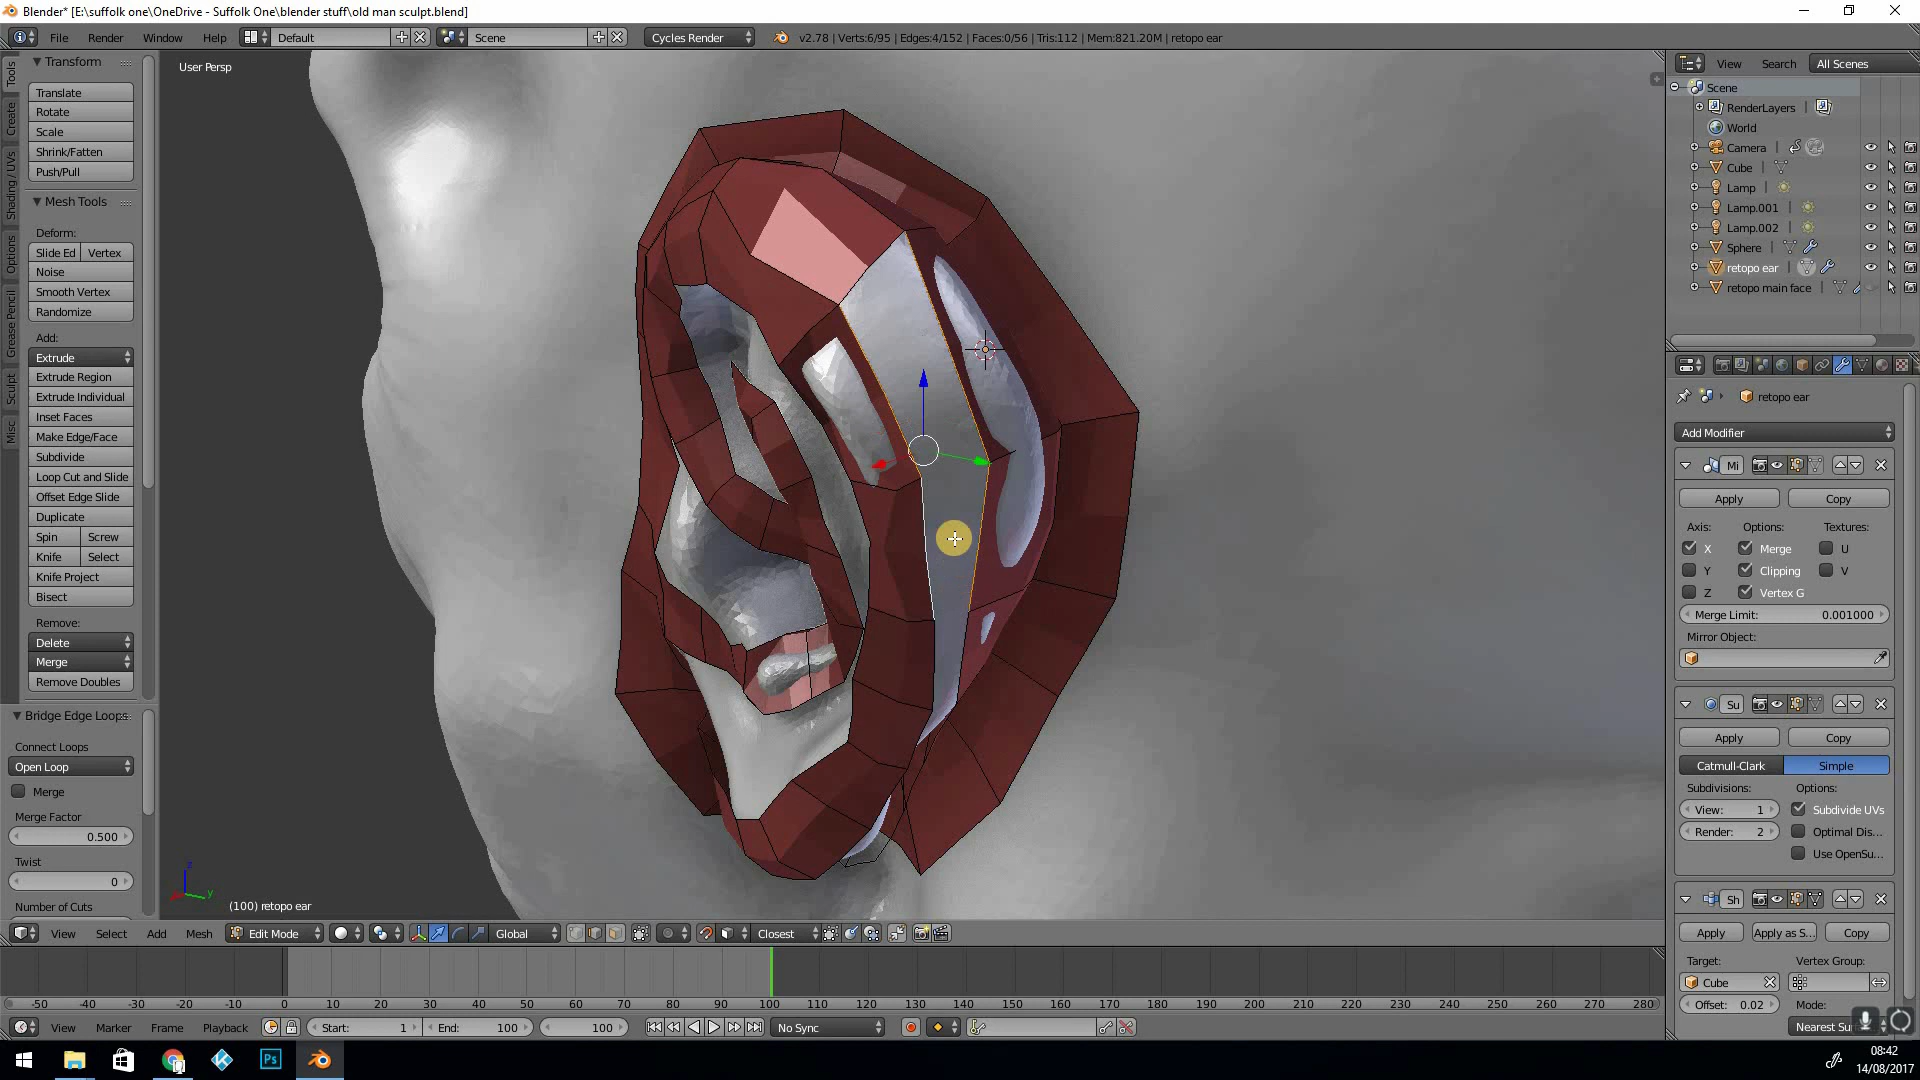 Blender* [E:\suffolk one\OneDrive - Suffolk One\blender stuff\old man sculpt.blend]
File Render Window Help Default Scene Cycles Render v2.78 | Verts:6/95 | Edges:4/152 | Faces:0/56 | Tris:112 | Mem:821.20M | retopo ear
Tools
Create
Shading / UVs
Options
Grease Pencil
Sculpt
Misc
Transform
Translate
Rotate
Scale
Shrink/Fatten
Push/Pull
Mesh Tools
Deform:
Slide Ed Vertex
Noise
Smooth Vertex
Randomize
Add:
Extrude
Extrude Region
Extrude Individual
Inset Faces
Make Edge/Face
Subdivide
Loop Cut and Slide
Offset Edge Slide
Duplicate
Spin Screw
Knife Select
Knife Project
Bisect
Remove:
Delete
Merge
Remove Doubles
Bridge Edge Loops
Connect Loops
Open Loop
Merge
Merge Factor
0.500
Twist
0
Number of Cuts
User Persp
z
y
(100) retopo ear
View Select Add Mesh Edit Mode Global Closest
-50 -40 -30 -20 -10 0 10 20 30 40 50 60 70 80 90 100 110 120 130 140 150 160 170 180 190 200 210 220 230 240 250 260 270 280
View Marker Frame Playback Start: 1 End: 100 100 No Sync
View Search All Scenes
Scene
RenderLayers
World
Camera
Cube
Lamp
Lamp.001
Lamp.002
Sphere
retopo ear
retopo main face
retopo ear
Add Modifier
Mi
Apply Copy
Axis: Options: Textures:
X Merge U
Y Clipping V
Z Vertex G
Merge Limit: 0.001000
Mirror Object:
Su
Apply Copy
Catmull-Clark Simple
Subdivisions: Options:
View: 1 Subdivide UVs
Render: 2 Optimal Dis...
Use OpenSu...
Sh
Apply Apply as S... Copy
Target: Vertex Group:
Cube
Offset: 0.02 Mode:
Ps
08:42
14/08/2017